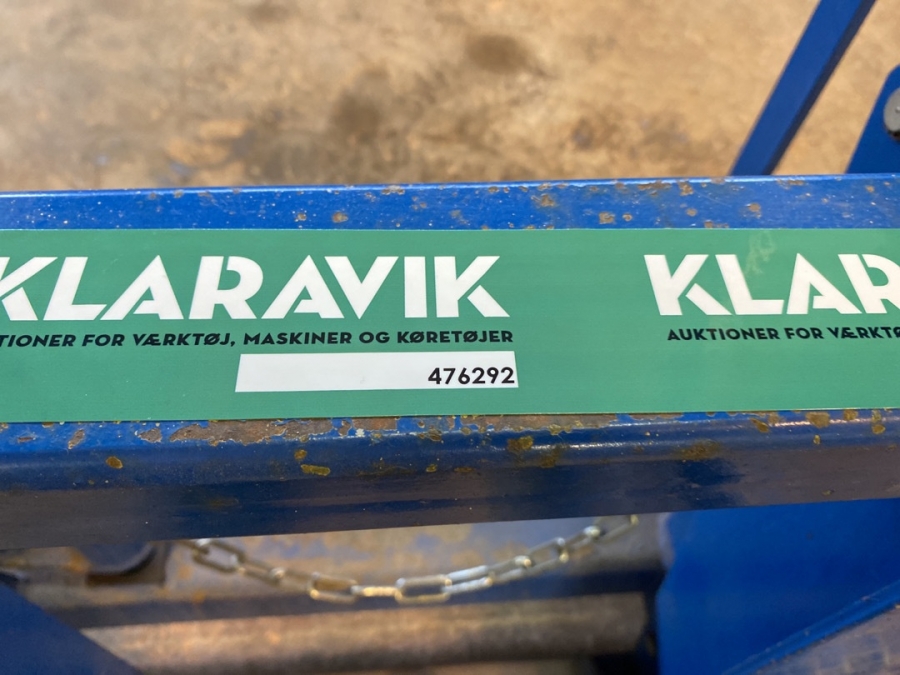 KLARAVIK
TIONER FOR VÆRKTØJ, MASKINER OG KØRETØJER
476292
KLAR
AUKTIONER FOR VÆRKTØ